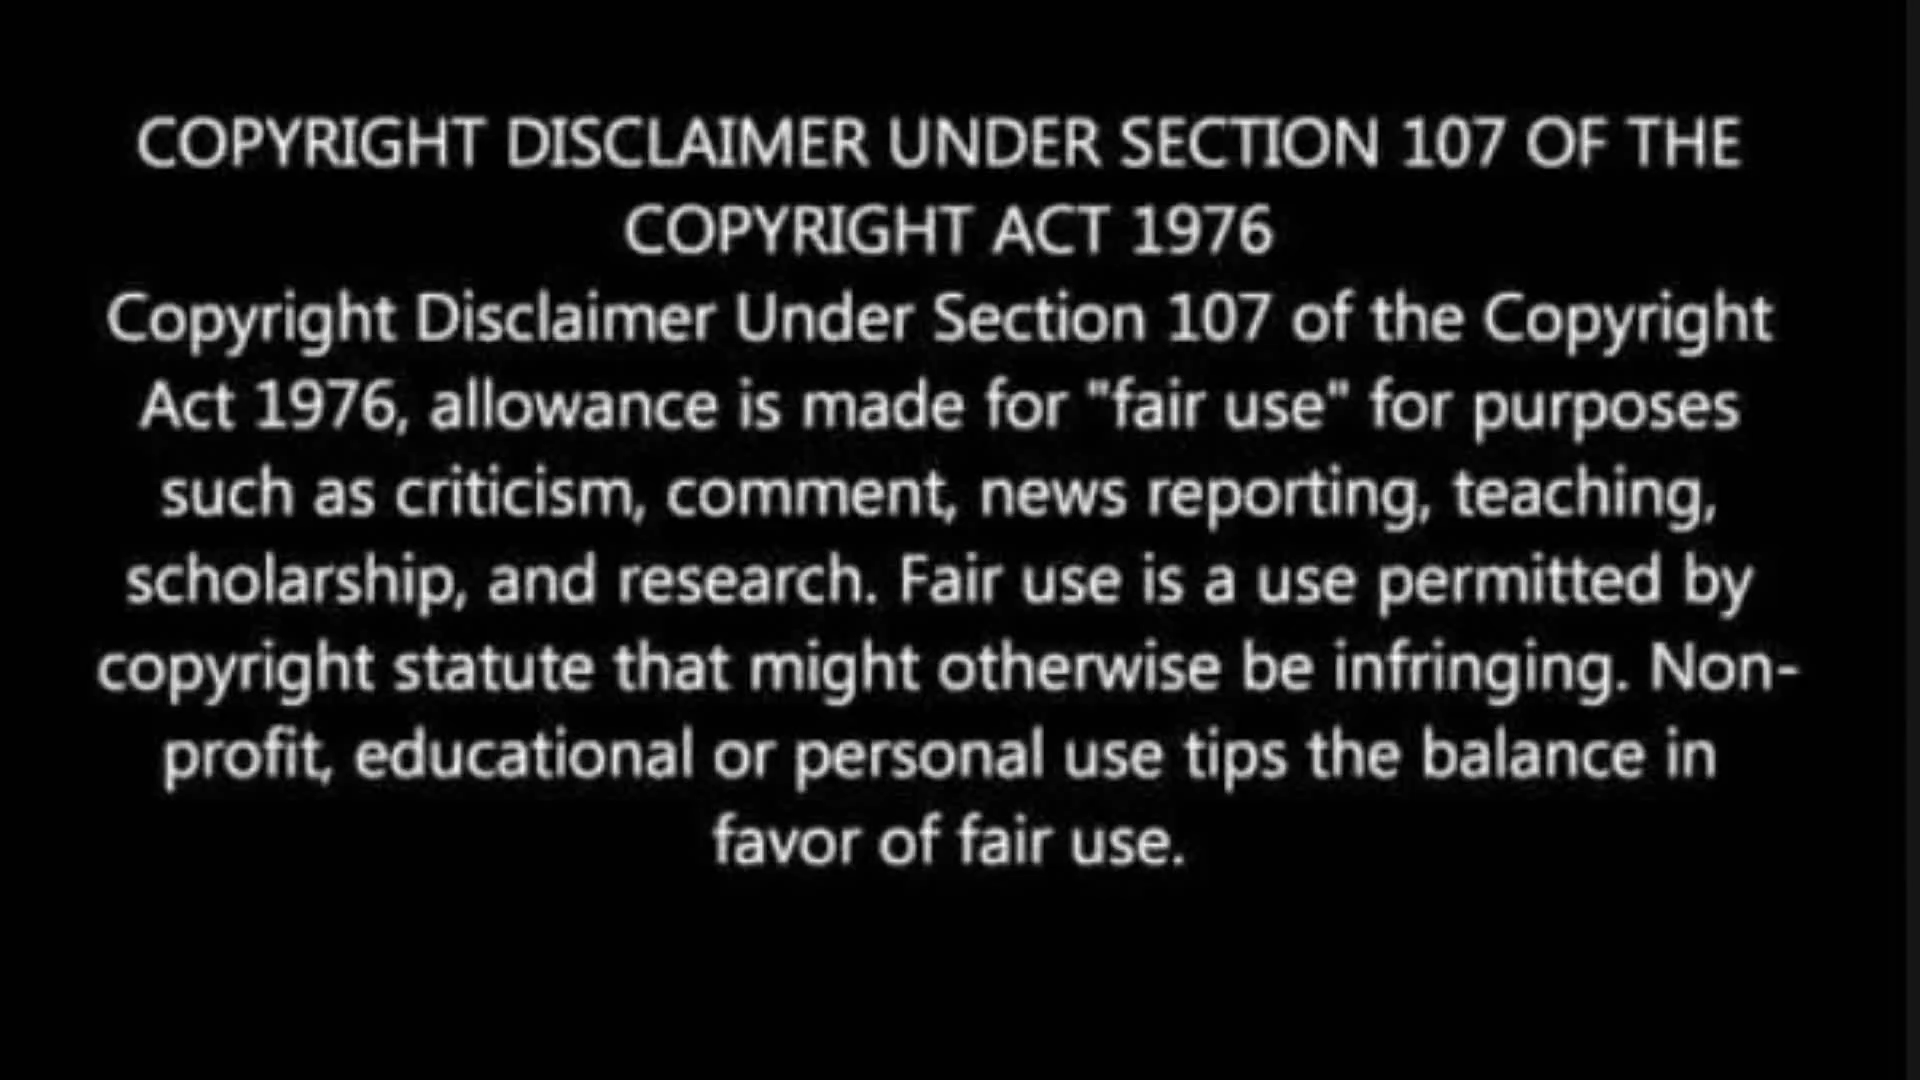 COPYRIGHT DISCLAIMER UNDER SECTION 107 OF THE
COPYRIGHT ACT 1976
Copyright Disclaimer Under Section 107 of the Copyright
Act 1976, allowance is made for "fair use" for purposes
such as criticism, comment, news reporting, teaching,
scholarship, and research. Fair use is a use permitted by
copyright statute that might otherwise be infringing. Non-
profit, educational or personal use tips the balance in
favor of fair use.